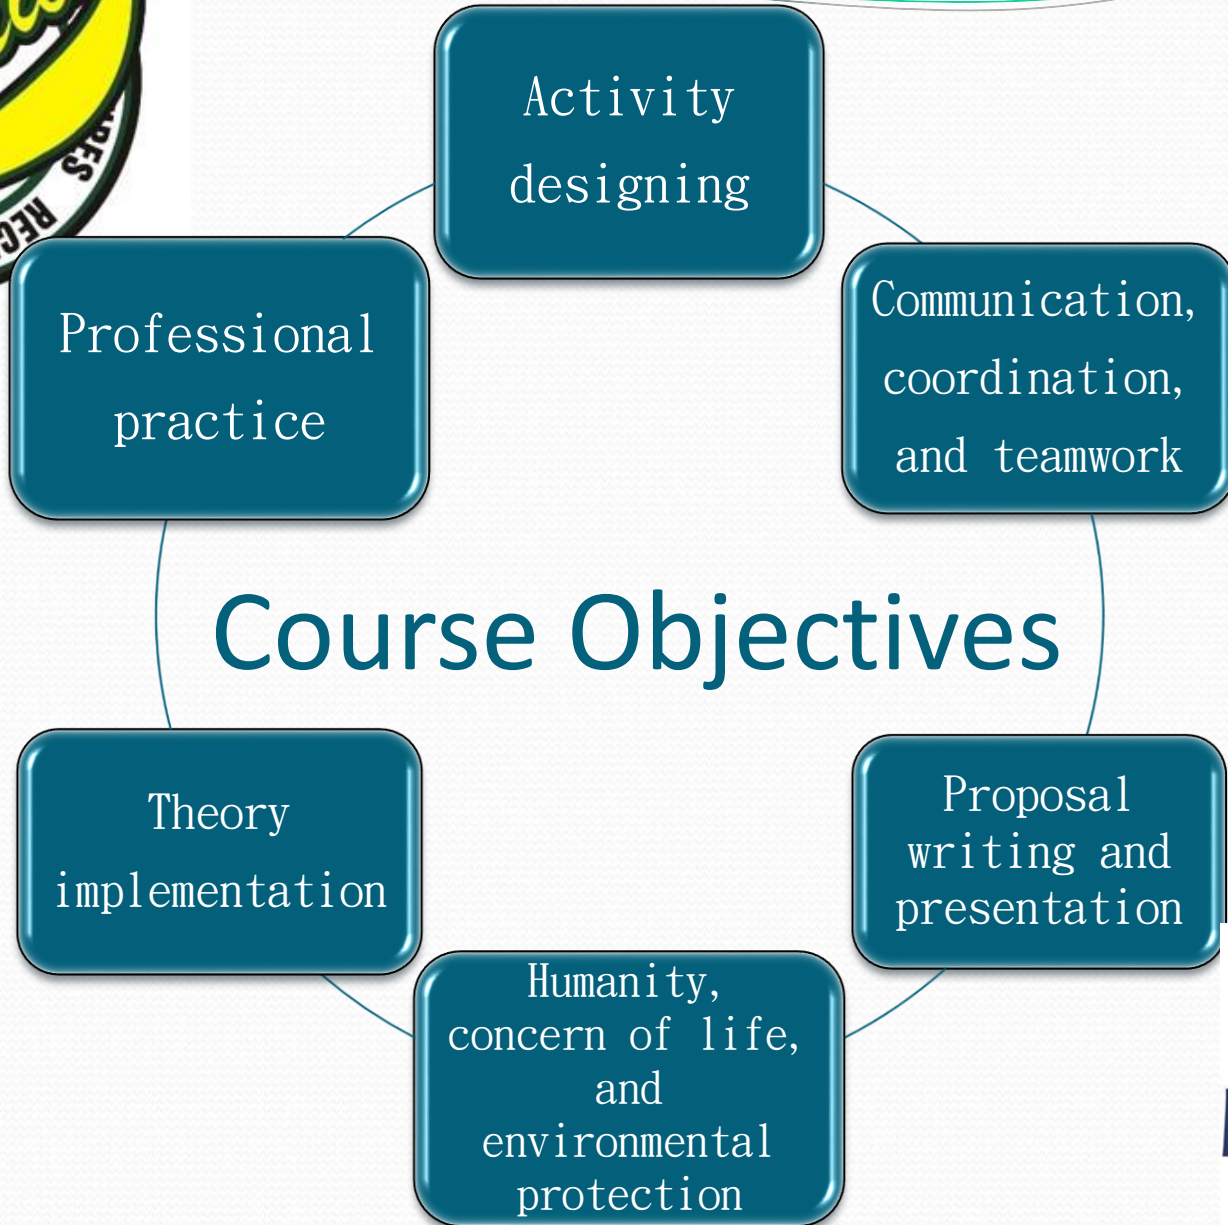 Activity
designing
Communication,
coordination,
and teamwork
Proposal
writing and
presentation
Humanity,
concern of life,
and
environmental
protection
Theory
implementation
Professional
practice
Course Objectives